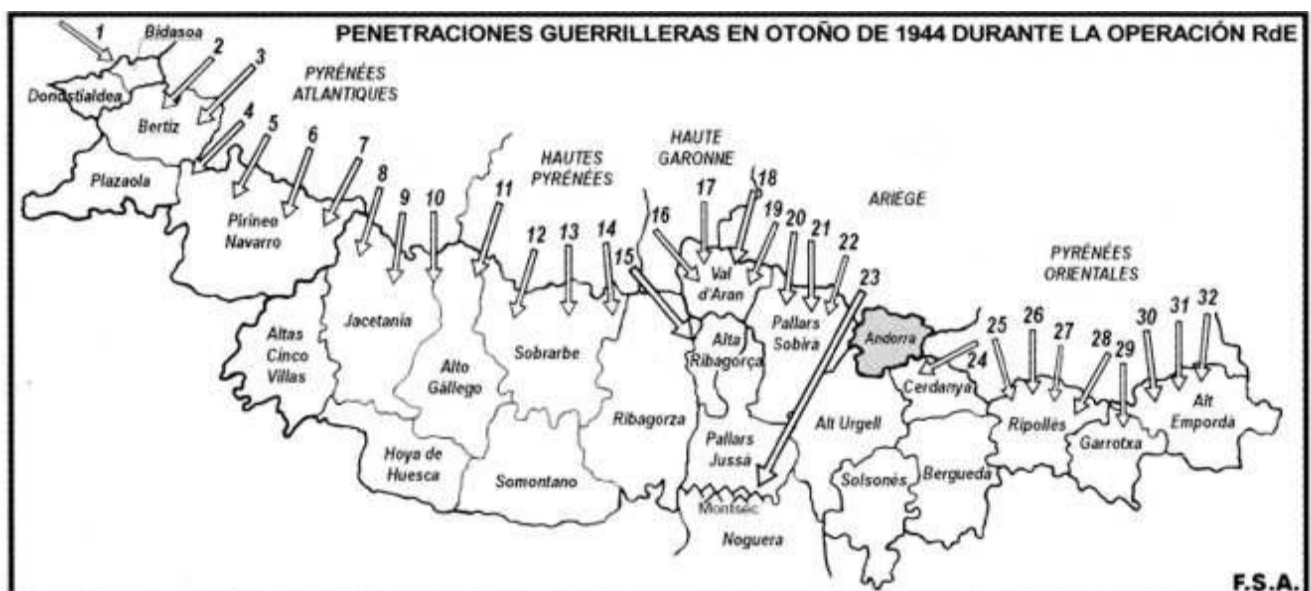 PENETRACIONES GUERRILLERAS EN OTOÑO DE 1944 DURANTE LA OPERACIÓN RdE
1
Bidasoa
2
3
Donostialdea
Bertiz
PYRÉNÉES
ATLANTIQUES
4
5
6
7
Plazaola
Pirineo
Navarro
8
9
10
11
HAUTES
PYRÉNÉES
12
13
14
HAUTE
GARONNE
15
16
17
18
19
20
21
22
23
ARIÈGE
PYRÉNÉES
ORIENTALES
Val
d'Aran
Pallars
Sobirà
Andorra
24
25
26
27
28
29
30
31
32
Altas
Cinco
Villas
Jacetania
Alto
Gállego
Sobrarbe
Ribagorza
Alta
Ribagorça
Alt Urgell
Cerdanya
Ripollés
Garrotxa
Alt
Empordà
Hoya de
Huesca
Somontano
Pallars
Jussà
Solsonés
Berguedà
Montsec
Noguera
F.S.A.